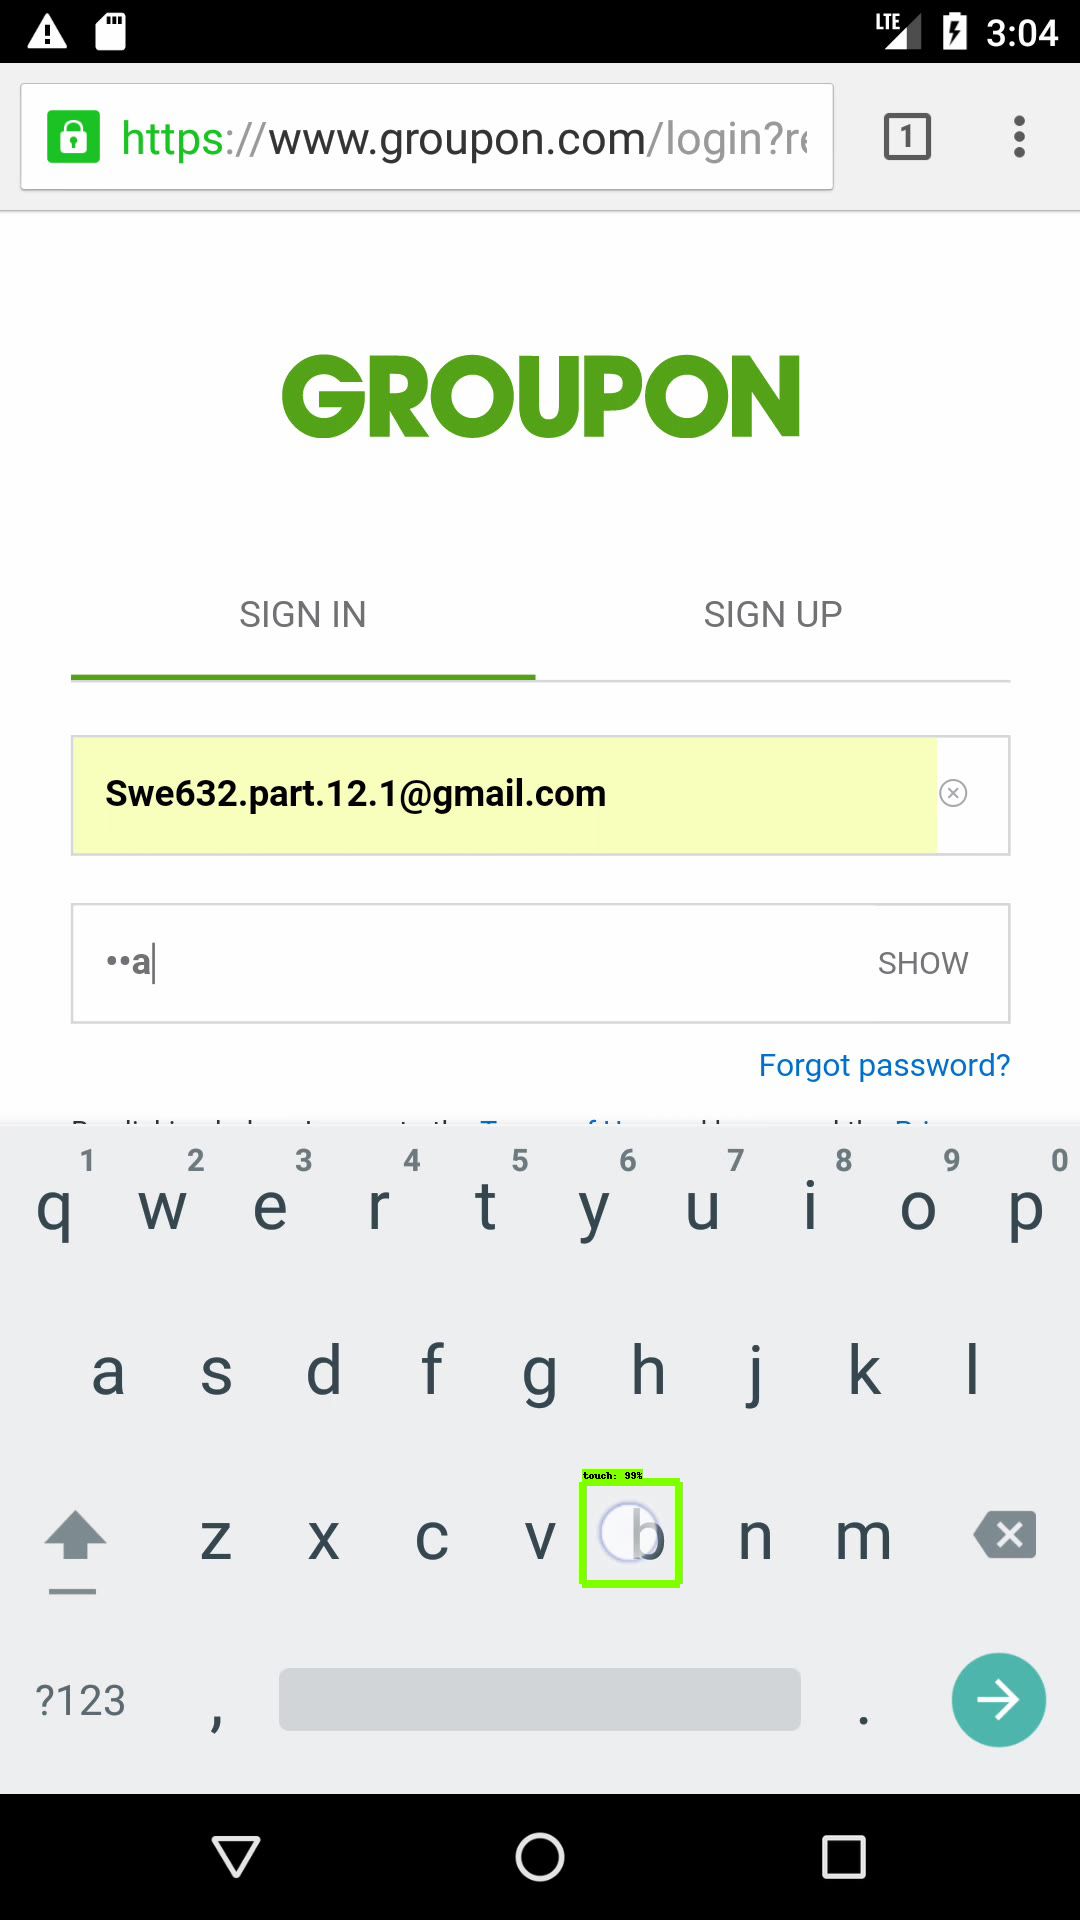 LTE 3:04
https://www.groupon.com/login?re
1
GROUPON
SIGN IN SIGN UP
Swe632.part.12.1@gmail.com
••a SHOW
Forgot password?
1 2 3 4 5 6 7 8 9 0
q w e r t y u i o p
a s d f g h j k l
touch: 99%
z x c v b n m
?123 , .